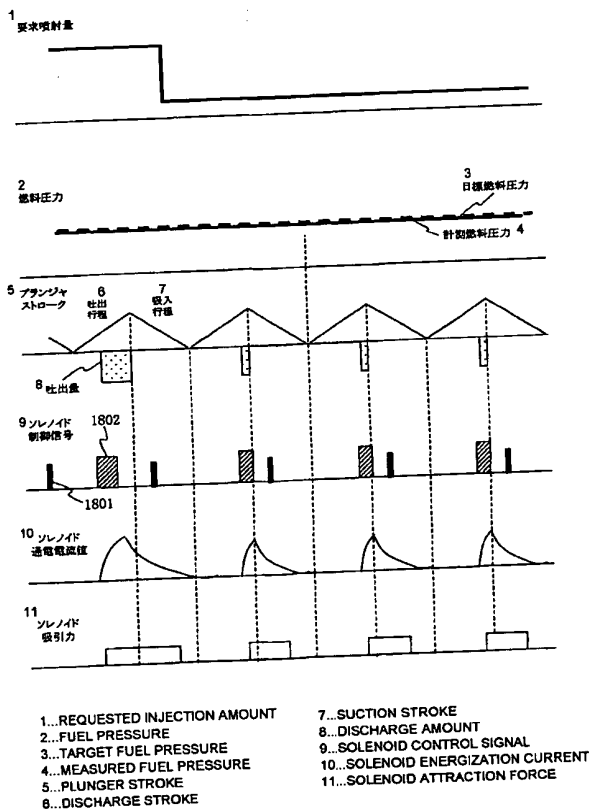 1
要求噴射量
2
燃料圧力
3
目標燃料圧力
計測燃料圧力 4
5 プランジャ
ストローク
6
吐出
行程
7
吸入
行程
8 吐出量
9 ソレノイド
制御信号
1802
1801
10 ソレノイド
通電電流値
11
ソレノイド
吸引力
1...REQUESTED INJECTION AMOUNT
2...FUEL PRESSURE
3...TARGET FUEL PRESSURE
4...MEASURED FUEL PRESSURE
5...PLUNGER STROKE
6...DISCHARGE STROKE
7...SUCTION STROKE
8...DISCHARGE AMOUNT
9...SOLENOID CONTROL SIGNAL
10...SOLENOID ENERGIZATION CURRENT
11...SOLENOID ATTRACTION FORCE